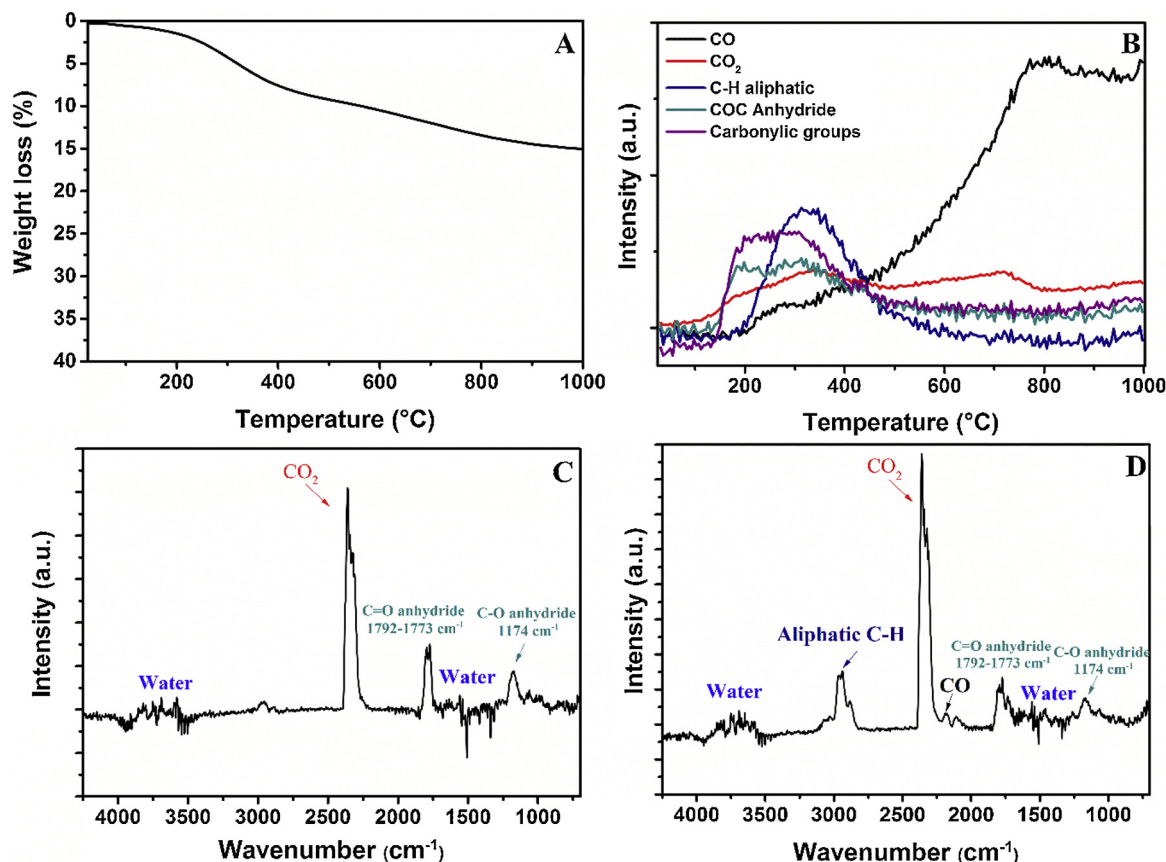 A
Weight loss (%)
0
5
10
15
20
25
30
35
40
200
400
600
800
1000
Temperature (°C)
B
Intensity (a.u.)
CO
CO₂
C-H aliphatic
COC Anhydride
Carbonylic groups
200
400
600
800
1000
Temperature (°C)
C
Intensity (a.u.)
CO₂
C=O anhydride
1792-1773 cm⁻¹
C-O anhydride
1174 cm⁻¹
Water
Water
4000
3500
3000
2500
2000
1500
1000
Wavenumber (cm⁻¹)
D
Intensity (a.u.)
CO₂
Aliphatic C-H
C=O anhydride
1792-1773 cm⁻¹
C-O anhydride
1174 cm⁻¹
CO
Water
Water
4000
3500
3000
2500
2000
1500
1000
Wavenumber (cm⁻¹)